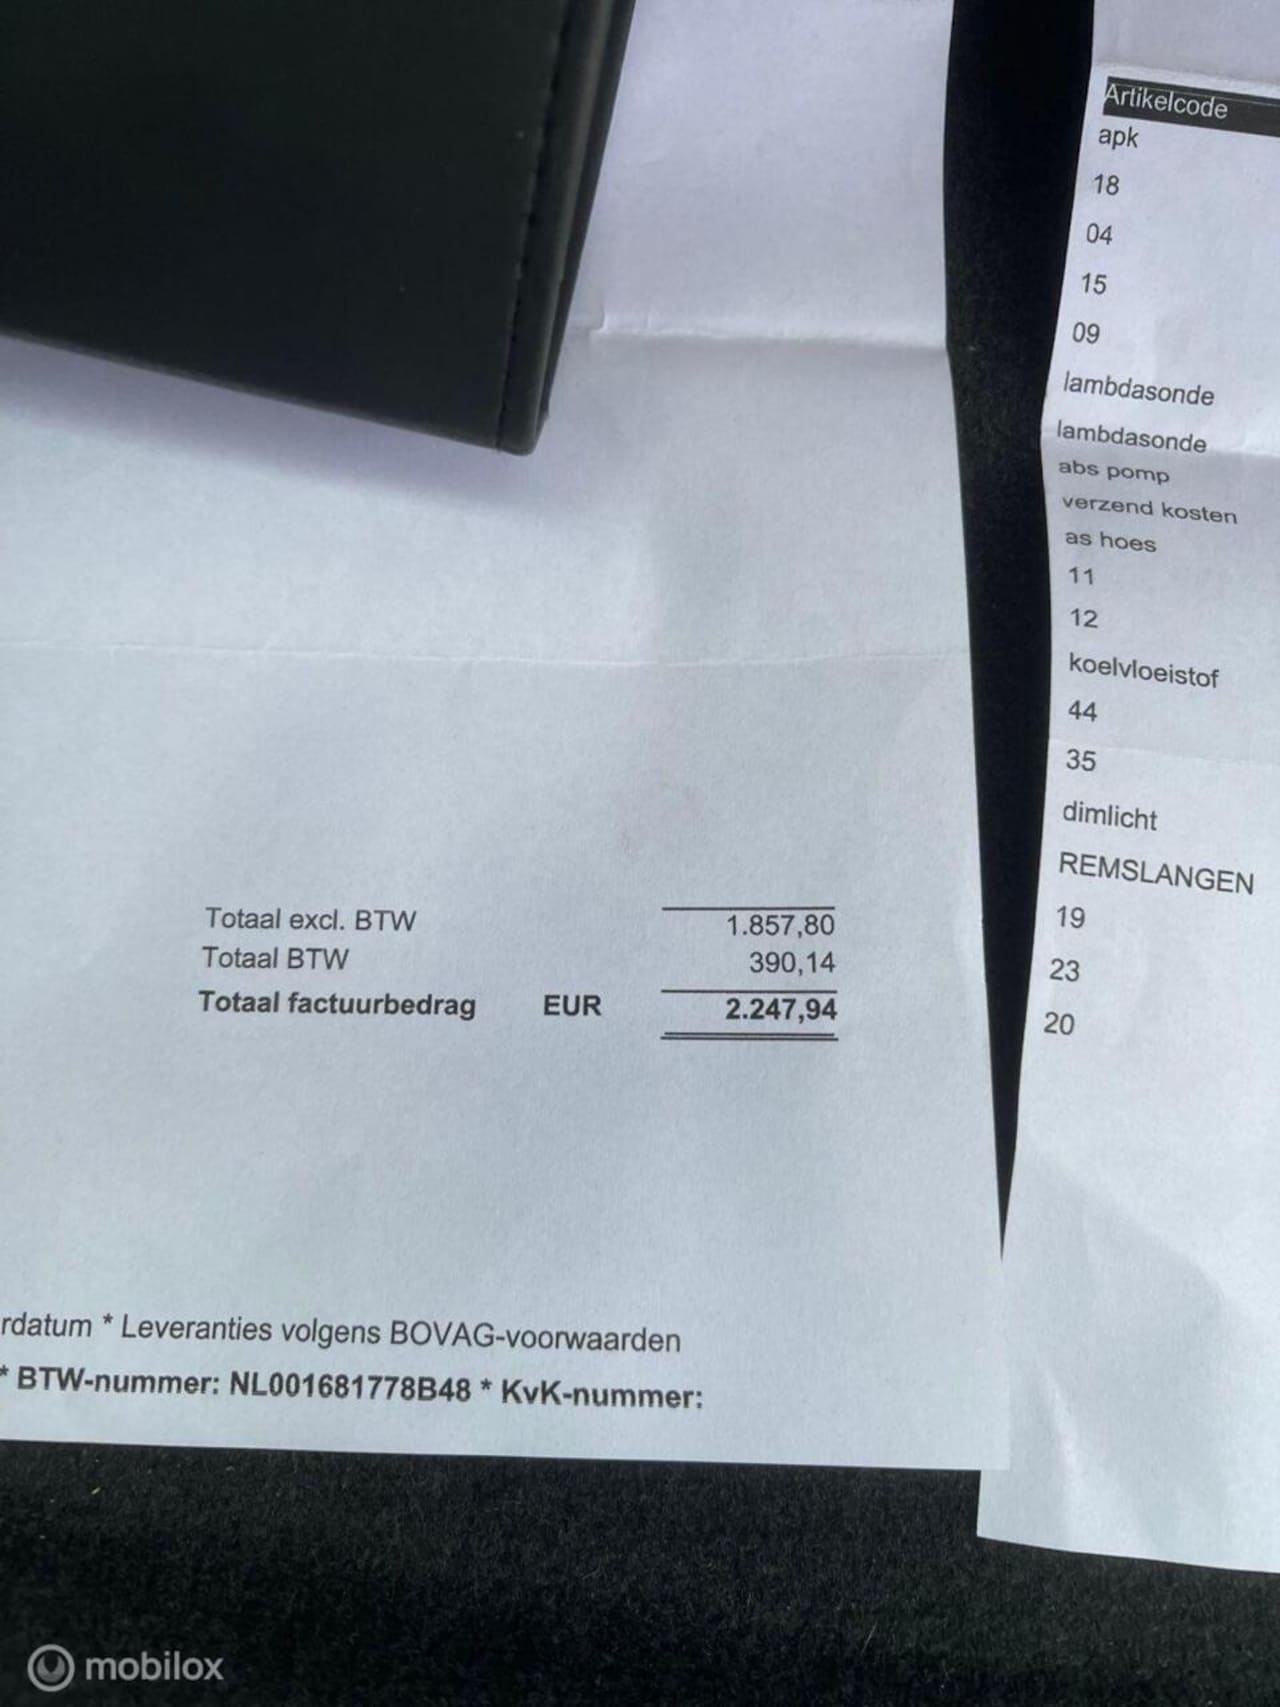 Totaal excl. BTW 1.857,80
Totaal BTW 390,14
Totaal factuurbedrag EUR 2.247,94
rdatum * Leveranties volgens BOVAG-voorwaarden
* BTW-nummer: NL001681778B48 * KvK-nummer:
Artikelcode
apk
18
04
15
09
lambdasonde
lambdasonde
abs pomp
verzend kosten
as hoes
11
12
koelvloeistof
44
35
dimlicht
REMSLANGEN
19
23
20
mobilox